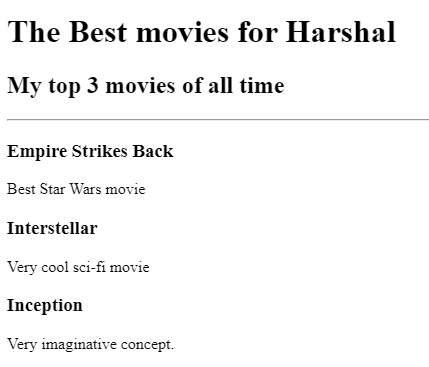 The Best movies for Harshal
My top 3 movies of all time
Empire Strikes Back
Best Star Wars movie
Interstellar
Very cool sci-fi movie
Inception
Very imaginative concept.